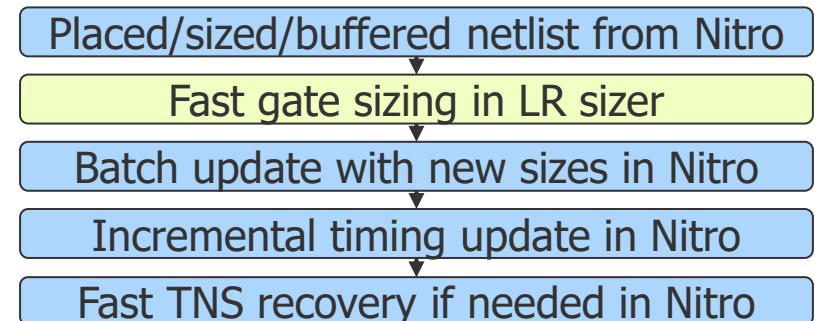 Placed/sized/buffered netlist from Nitro
Fast gate sizing in LR sizer
Batch update with new sizes in Nitro
Incremental timing update in Nitro
Fast TNS recovery if needed in Nitro